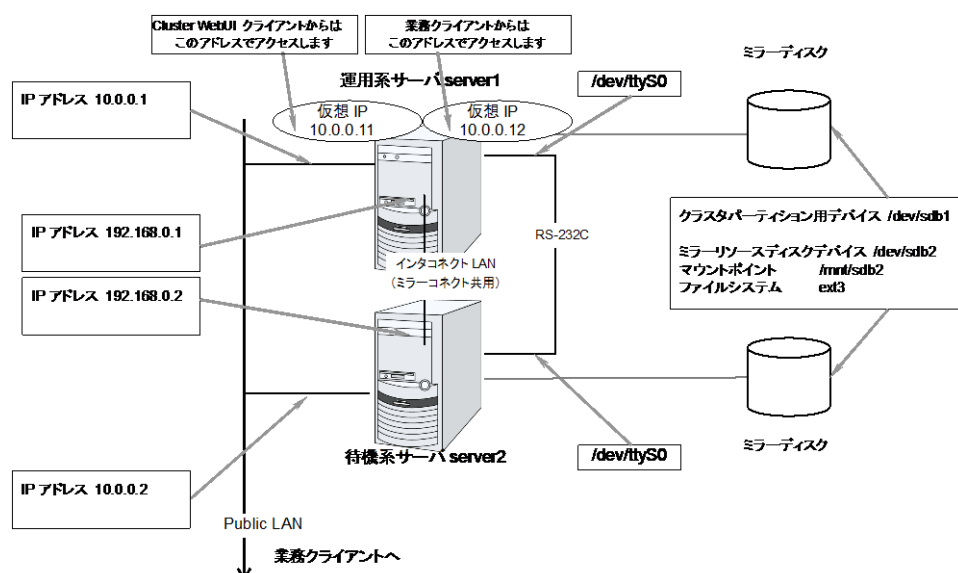 Cluster WebUI クライアントからは
このアドレスでアクセスします
業務クライアントからは
このアドレスでアクセスします
ミラーディスク
運用系サーバ server1
/dev/ttyS0
IP アドレス 10.0.0.1
仮想 IP
10.0.0.11
仮想 IP
10.0.0.12
IP アドレス 192.168.0.1
RS-232C
クラスタパーティション用デバイス /dev/sdb1
ミラーリソースディスクデバイス /dev/sdb2
マウントポイント /mnt/sdb2
ファイルシステム ext3
インタコネクト LAN
(ミラーコネクト共用)
IP アドレス 192.168.0.2
待機系サーバ server2
/dev/ttyS0
ミラーディスク
IP アドレス 10.0.0.2
Public LAN
業務クライアントへ